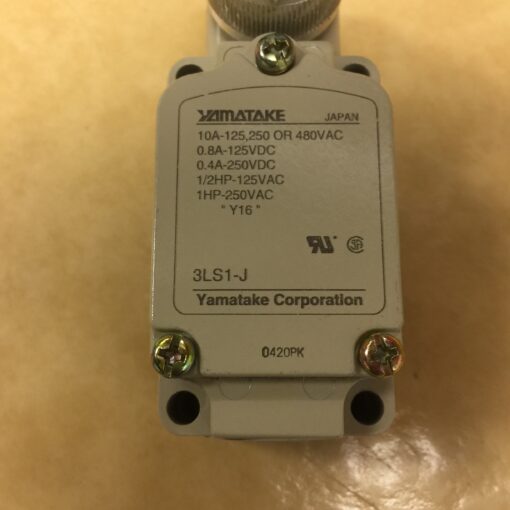 YAMATAKE JAPAN
10A-125,250 OR 480VAC
0.8A-125VDC
0.4A-250VDC
1/2HP-125VAC
1HP-250VAC
" Y16 "
3LS1-J
Yamatake Corporation
0420PK